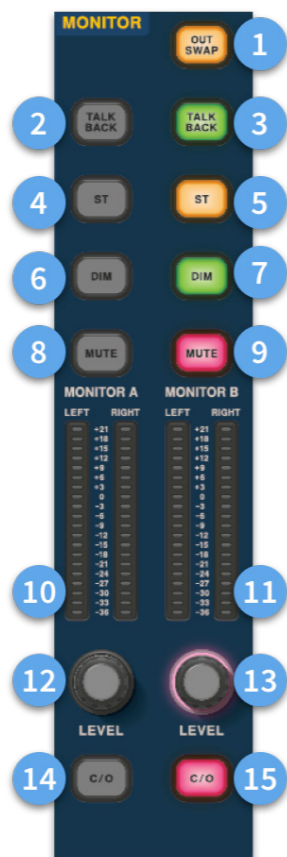 MONITOR
OUT
SWAP
1
2
TALK
BACK
TALK
BACK
3
4
ST
ST
5
6
DIM
DIM
7
8
MUTE
MUTE
9
MONITOR A
MONITOR B
LEFT RIGHT
LEFT RIGHT
+21 +21
+18 +18
+15 +15
+12 +12
+9 +9
+6 +6
+3 +3
0 0
-3 -3
-6 -6
-9 -9
-12 -12
-15 -15
-18 -18
-21 -21
-24 -24
-27 -27
-30 -30
-33 -33
-36 -36
10
11
12
13
LEVEL
LEVEL
14
C/O
C/O
15